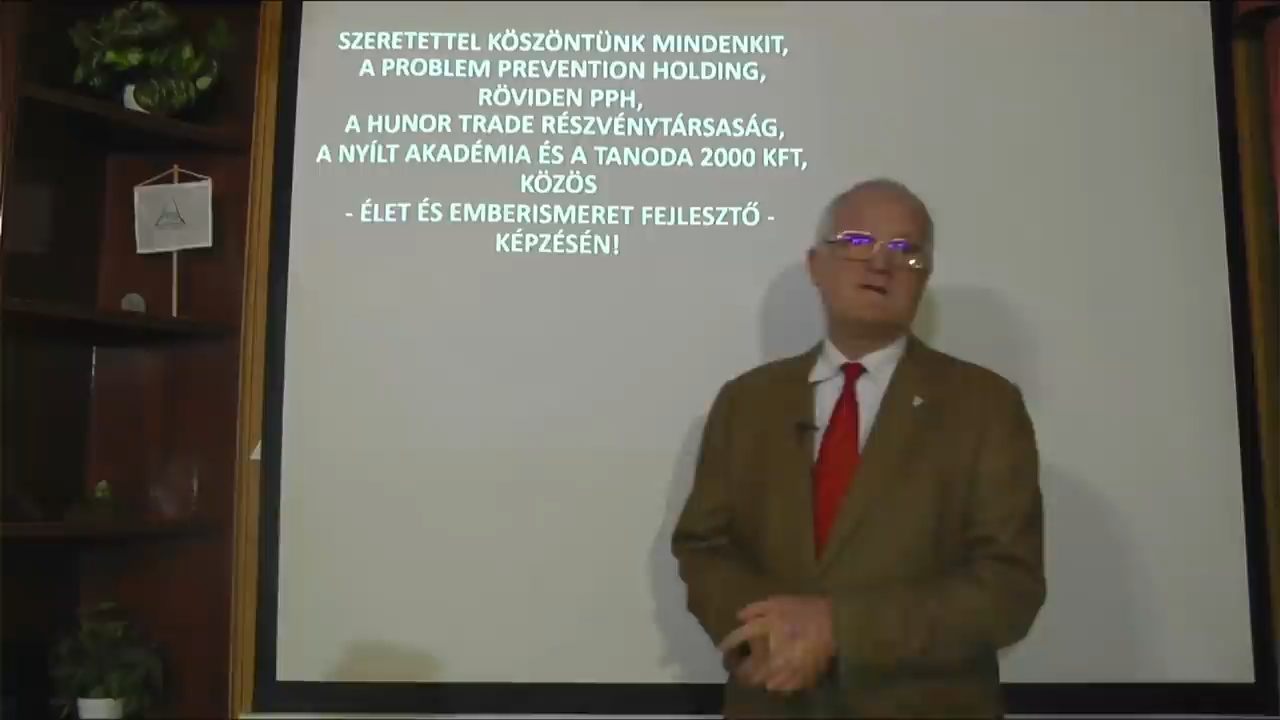 SZERETETTEL KÖSZÖNTÜNK MINDENKIT,
A PROBLEM PREVENTION HOLDING,
RÖVIDEN PPH,
A HUNOR TRADE RÉSZVÉNYTÁRSASÁG,
A NYÍLT AKADÉMIA ÉS A TANODA 2000 KFT,
KÖZÖS
- ÉLET ÉS EMBERISMERET FEJLESZTŐ -
KÉPZÉSÉN!